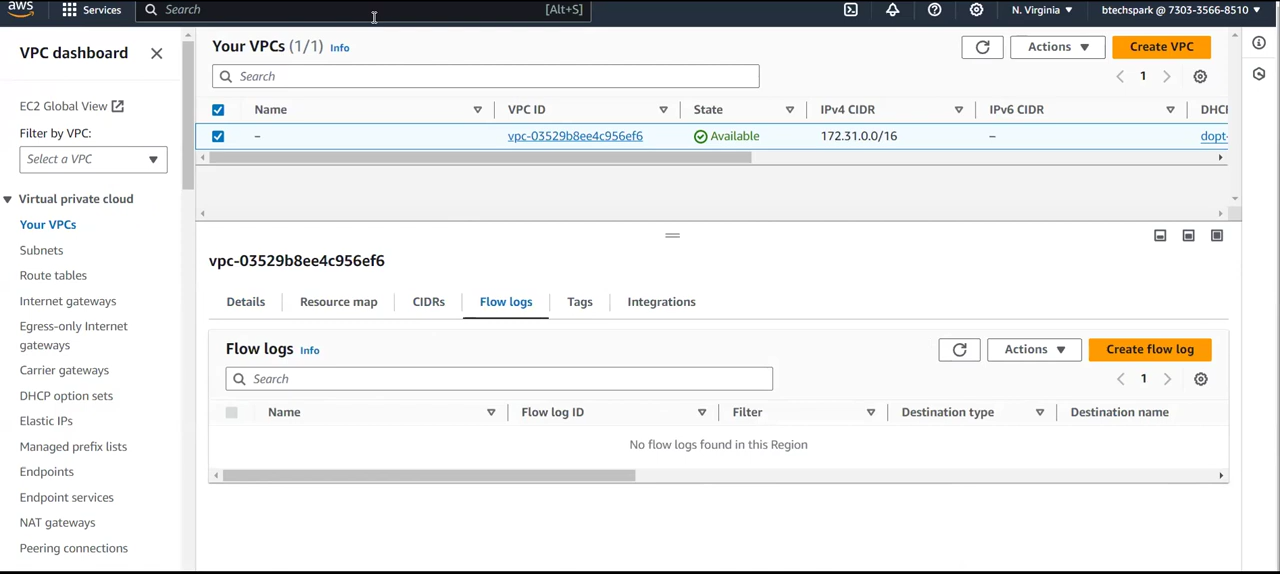 aws Services Search [Alt+S] N. Virginia btechspark @ 7303-3566-8510
VPC dashboard
EC2 Global View
Filter by VPC:
Select a VPC
Virtual private cloud
Your VPCs
Subnets
Route tables
Internet gateways
Egress-only Internet
gateways
Carrier gateways
DHCP option sets
Elastic IPs
Managed prefix lists
Endpoints
Endpoint services
NAT gateways
Peering connections
Your VPCs (1/1) Info Actions Create VPC
Search 1
Name VPC ID State IPv4 CIDR IPv6 CIDR DHCP
– vpc-03529b8ee4c956ef6 Available 172.31.0.0/16 – dopt-
vpc-03529b8ee4c956ef6
Details Resource map CIDRs Flow logs Tags Integrations
Flow logs Info Actions Create flow log
Search 1
Name Flow log ID Filter Destination type Destination name
No flow logs found in this Region